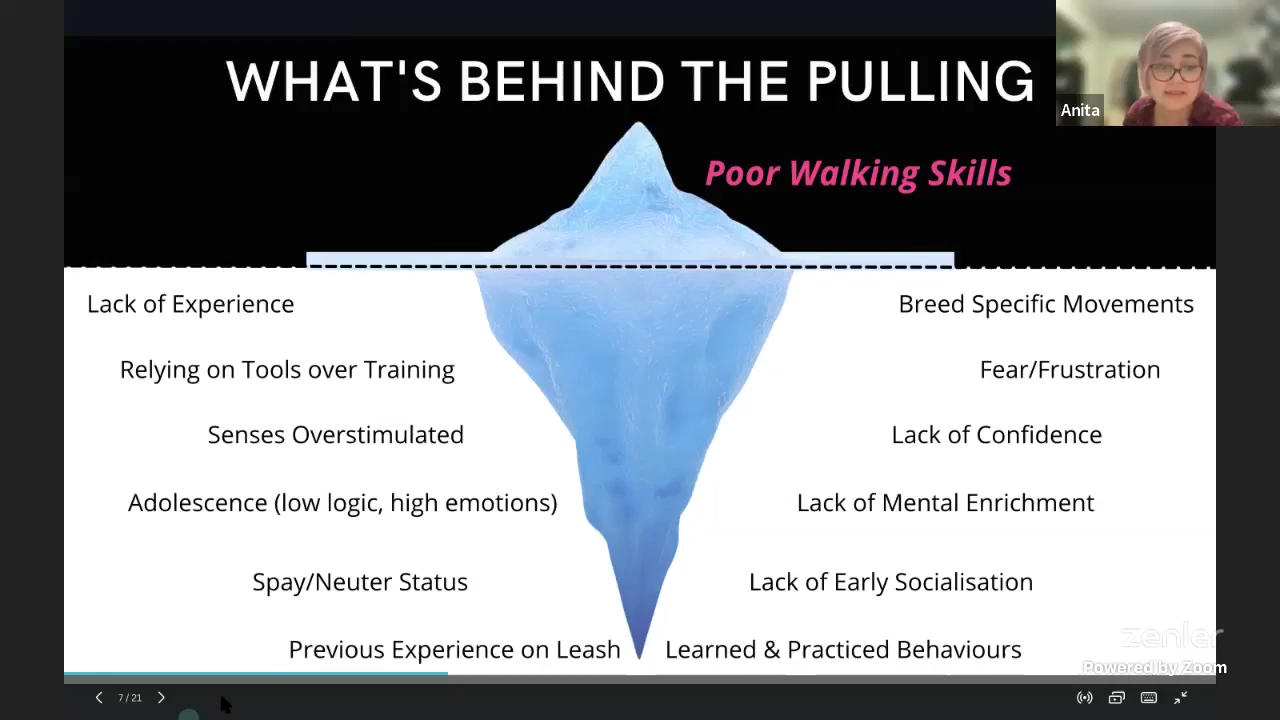 WHAT'S BEHIND THE PULLING
Anita
Poor Walking Skills
Lack of Experience
Breed Specific Movements
Relying on Tools over Training
Fear/Frustration
Senses Overstimulated
Lack of Confidence
Adolescence (low logic, high emotions)
Lack of Mental Enrichment
Spay/Neuter Status
Lack of Early Socialisation
Previous Experience on Leash
Learned & Practiced Behaviours
zenler
Powered by Zoom
7 / 21